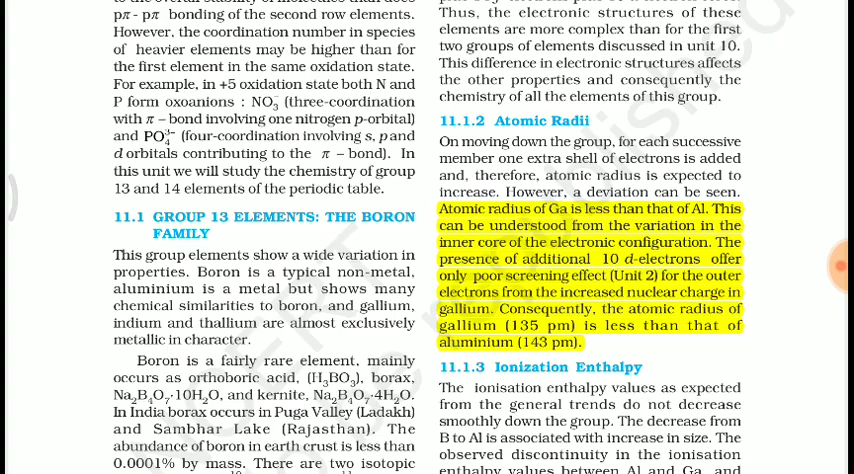 to the overall stability of molecules than does
pπ - pπ bonding of the second row elements.
However, the coordination number in species
of heavier elements may be higher than for
the first element in the same oxidation state.
For example, in +5 oxidation state both N and
P form oxoanions : NO₃⁻ (three-coordination
with π – bond involving one nitrogen p-orbital)
and PO₄³⁻ (four-coordination involving s, p and
d orbitals contributing to the π – bond). In
this unit we will study the chemistry of group
13 and 14 elements of the periodic table.
11.1 GROUP 13 ELEMENTS: THE BORON
FAMILY
This group elements show a wide variation in
properties. Boron is a typical non-metal,
aluminium is a metal but shows many
chemical similarities to boron, and gallium,
indium and thallium are almost exclusively
metallic in character.
Boron is a fairly rare element, mainly
occurs as orthoboric acid, (H₃BO₃), borax,
Na₂B₄O₇·10H₂O, and kernite, Na₂B₄O₇·4H₂O.
In India borax occurs in Puga Valley (Ladakh)
and Sambhar Lake (Rajasthan). The
abundance of boron in earth crust is less than
0.0001% by mass. There are two isotopic
Thus, the electronic structures of these
elements are more complex than for the first
two groups of elements discussed in unit 10.
This difference in electronic structures affects
the other properties and consequently the
chemistry of all the elements of this group.
11.1.2 Atomic Radii
On moving down the group, for each successive
member one extra shell of electrons is added
and, therefore, atomic radius is expected to
increase. However, a deviation can be seen.
Atomic radius of Ga is less than that of Al. This
can be understood from the variation in the
inner core of the electronic configuration. The
presence of additional 10 d-electrons offer
only poor screening effect (Unit 2) for the outer
electrons from the increased nuclear charge in
gallium. Consequently, the atomic radius of
gallium (135 pm) is less than that of
aluminium (143 pm).
11.1.3 Ionization Enthalpy
The ionisation enthalpy values as expected
from the general trends do not decrease
smoothly down the group. The decrease from
B to Al is associated with increase in size. The
observed discontinuity in the ionisation
enthalpy values between Al and Ga, and